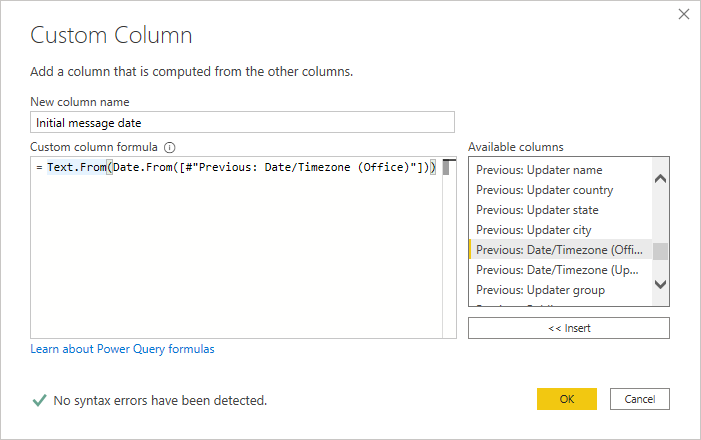 Custom Column
Add a column that is computed from the other columns.
New column name
Initial message date
Custom column formula
Available columns
= Text.From(Date.From([#"Previous: Date/Timezone (Office)"]))
Previous: Updater name
Previous: Updater country
Previous: Updater state
Previous: Updater city
Previous: Date/Timezone (Offi...
Previous: Date/Timezone (Up...
Previous: Updater group
<< Insert
Learn about Power Query formulas
No syntax errors have been detected.
OK
Cancel